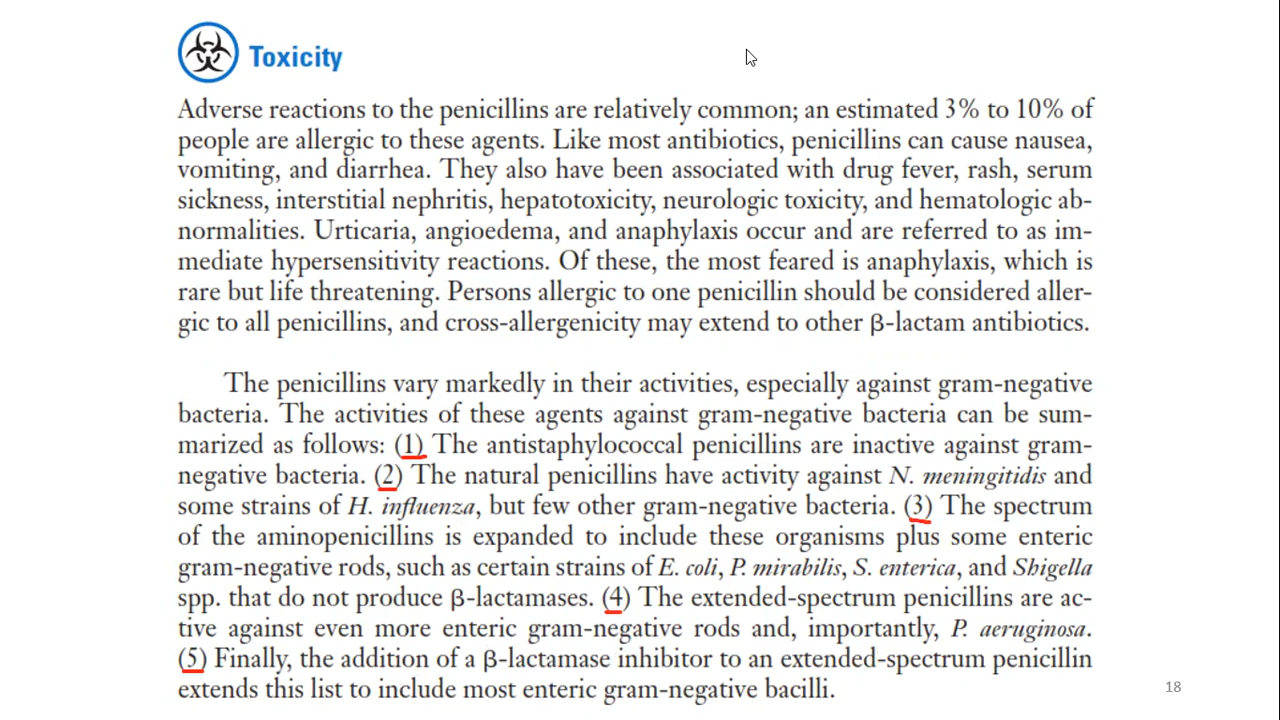 Toxicity
Adverse reactions to the penicillins are relatively common; an estimated 3% to 10% of
people are allergic to these agents. Like most antibiotics, penicillins can cause nausea,
vomiting, and diarrhea. They also have been associated with drug fever, rash, serum
sickness, interstitial nephritis, hepatotoxicity, neurologic toxicity, and hematologic ab-
normalities. Urticaria, angioedema, and anaphylaxis occur and are referred to as im-
mediate hypersensitivity reactions. Of these, the most feared is anaphylaxis, which is
rare but life threatening. Persons allergic to one penicillin should be considered aller-
gic to all penicillins, and cross-allergenicity may extend to other β-lactam antibiotics.
The penicillins vary markedly in their activities, especially against gram-negative
bacteria. The activities of these agents against gram-negative bacteria can be sum-
marized as follows: (1) The antistaphylococcal penicillins are inactive against gram-
negative bacteria. (2) The natural penicillins have activity against N. meningitidis and
some strains of H. influenza, but few other gram-negative bacteria. (3) The spectrum
of the aminopenicillins is expanded to include these organisms plus some enteric
gram-negative rods, such as certain strains of E. coli, P. mirabilis, S. enterica, and Shigella
spp. that do not produce β-lactamases. (4) The extended-spectrum penicillins are ac-
tive against even more enteric gram-negative rods and, importantly, P. aeruginosa.
(5) Finally, the addition of a β-lactamase inhibitor to an extended-spectrum penicillin
extends this list to include most enteric gram-negative bacilli.
18